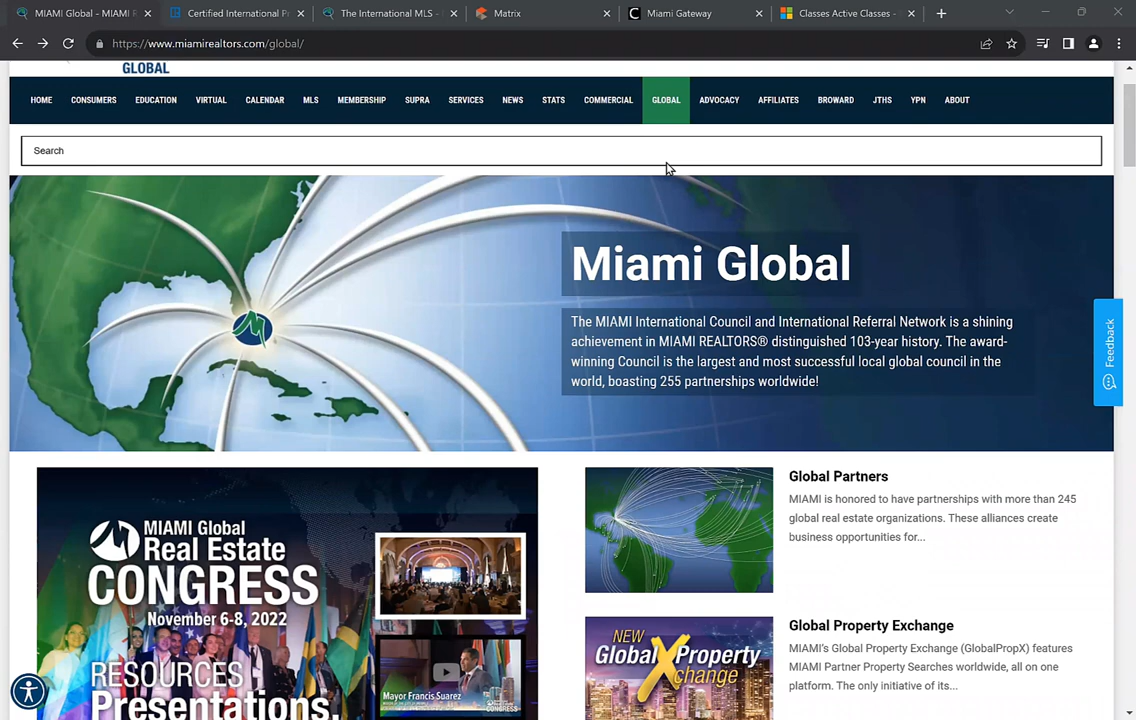 MIAMI Global - MIAMI R
Certified International Pr
The International MLS -
Matrix
Miami Gateway
Classes Active Classes -
https://www.miamirealtors.com/global/
GLOBAL
HOME CONSUMERS EDUCATION VIRTUAL CALENDAR MLS MEMBERSHIP SUPRA SERVICES NEWS STATS COMMERCIAL GLOBAL ADVOCACY AFFILIATES BROWARD JTHS YPN ABOUT
Search
Miami Global
The MIAMI International Council and International Referral Network is a shining
achievement in MIAMI REALTORS® distinguished 103-year history. The award-
winning Council is the largest and most successful local global council in the
world, boasting 255 partnerships worldwide!
Feedback
MIAMI Global
Real Estate
CONGRESS
November 6-8, 2022
RESOURCES
Presentations,
Mayor Francis Suarez
Global Partners
MIAMI is honored to have partnerships with more than 245
global real estate organizations. These alliances create
business opportunities for...
NEW
Global Property
Xchange
Global Property Exchange
MIAMI's Global Property Exchange (GlobalPropX) features
MIAMI Partner Property Searches worldwide, all on one
platform. The only initiative of its...